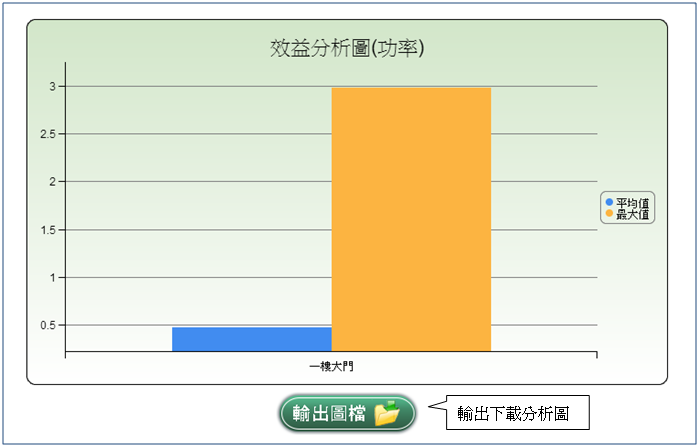 效益分析圖(功率)
3
2.5
2
1.5
1
0.5
平均值
最大值
一樓大門
輸出圖檔
輸出下載分析圖